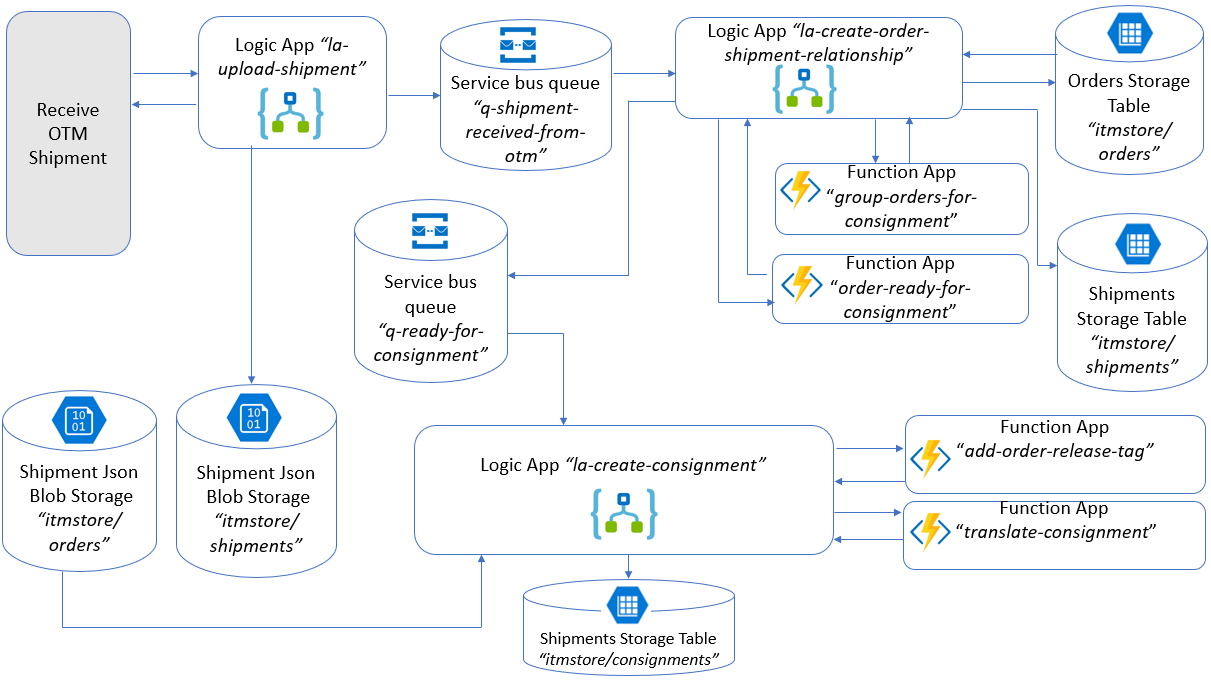 Receive
OTM
Shipment
Logic App “la-
upload-shipment”
Service bus queue
“q-shipment-
received-from-
otm”
Logic App “la-create-order-
shipment-relationship”
Orders Storage
Table
“itmstore/
orders”
Function App
“group-orders-for-
consignment”
Function App
“order-ready-for-
consignment”
Shipments
Storage Table
“itmstore/
shipments”
Service bus
queue
“q-ready-for-
consignment”
10
01
Shipment Json
Blob Storage
“itmstore/
orders”
10
01
Shipment Json
Blob Storage
“itmstore/
shipments”
Logic App “la-create-consignment”
Function App
“add-order-release-tag”
Function App
“translate-consignment”
Shipments Storage Table
“itmstore/consignments”